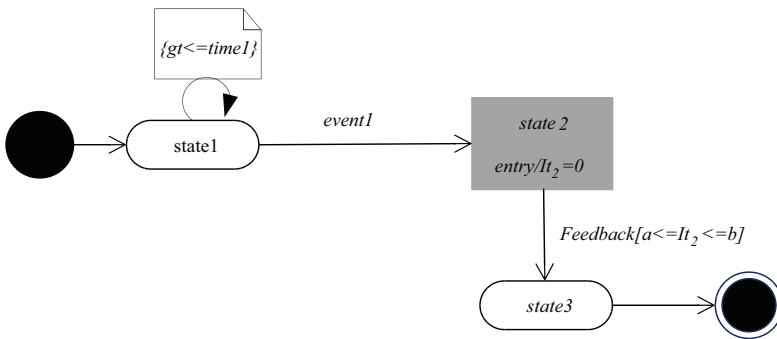 {gt<=time1}
event1
state1
state 2
entry/It₂=0
Feedback[a<=It₂<=b]
state3